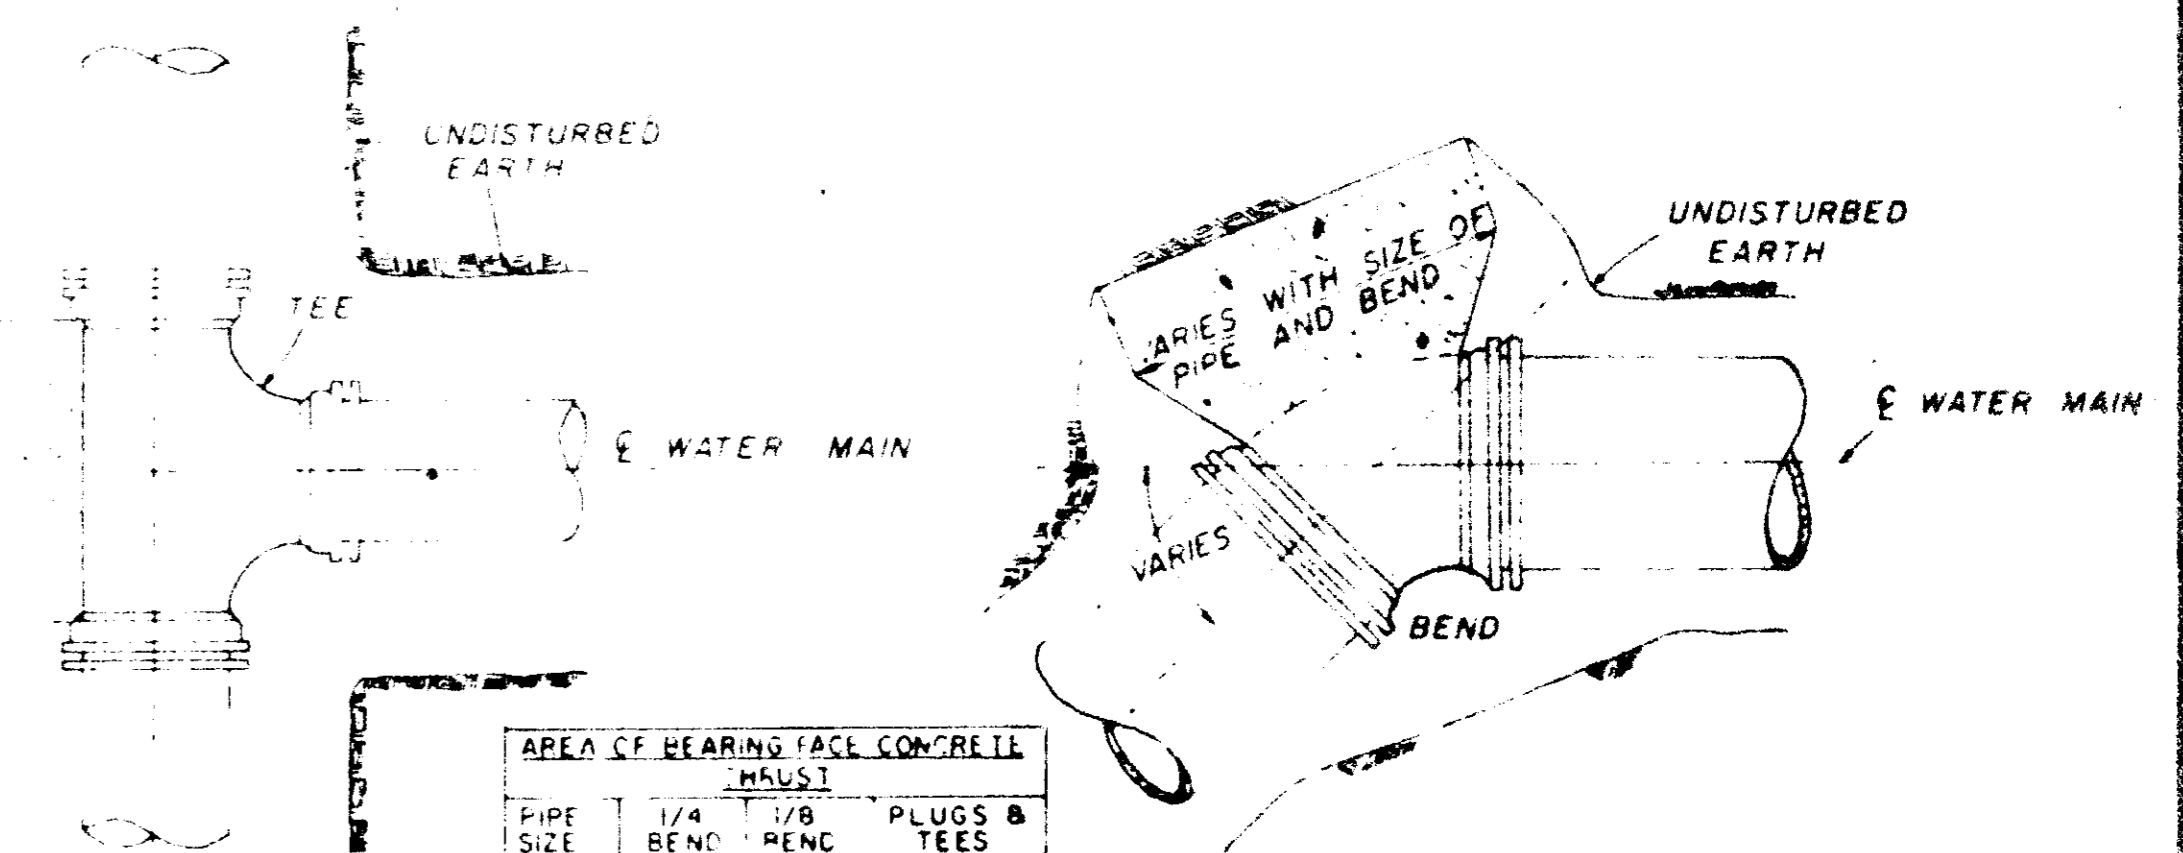 UNDISTURBED
EARTH
TEE
℄ WATER MAIN
VARIES WITH SIZE OF
PIPE AND BEND
UNDISTURBED
EARTH
℄ WATER MAIN
VARIES
BEND
AREA OF BEARING FACE CONCRETE
THRUST
PIPE SIZE
1/4 BEND
1/8 BEND
PLUGS & TEES